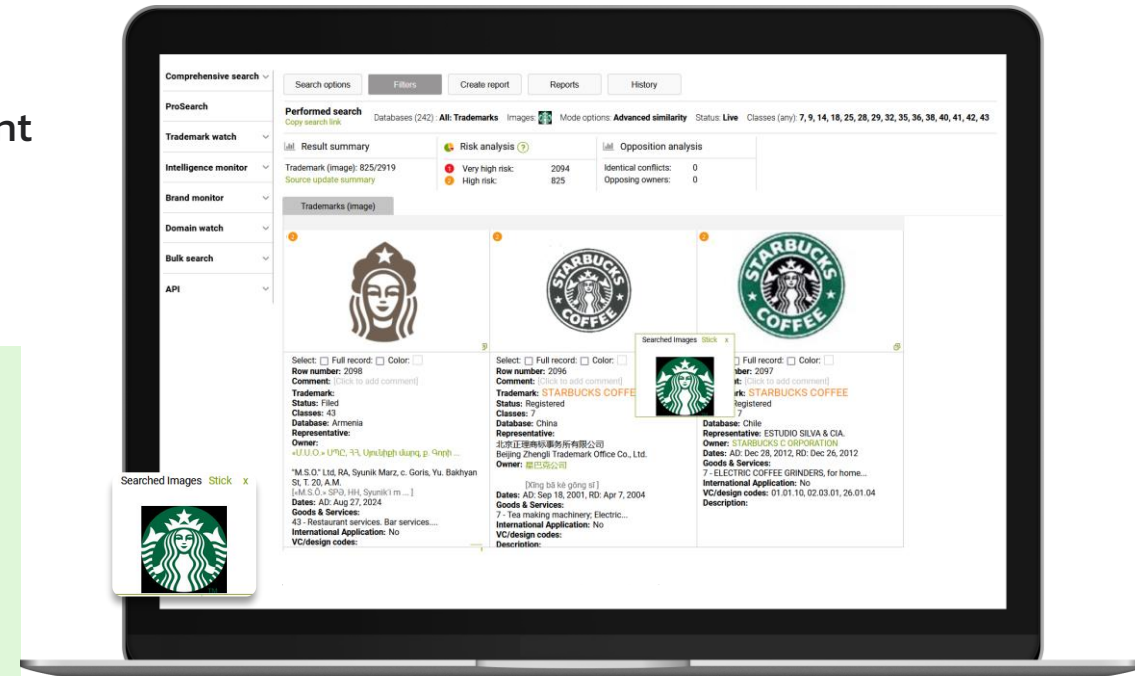 nt
Comprehensive search
ProSearch
Trademark watch
Intelligence monitor
Brand monitor
Domain watch
Bulk search
API
Search options Filters Create report Reports History
Performed search
Copy search link
Databases (242) : All: Trademarks Images: Mode options: Advanced similarity Status: Live Classes (any): 7, 9, 14, 18, 25, 28, 29, 32, 35, 36, 38, 40, 41, 42, 43
Result summary
Trademark (image): 825/2919
Source update summary
Risk analysis ?
1 Very high risk: 2094
2 High risk: 825
Opposition analysis
Identical conflicts: 0
Opposing owners: 0
Trademarks (image)
2
Select: Full record: Color:
Row number: 2098
Comment: [Click to add comment]
Trademark:
Status: Filed
Classes: 43
Database: Armenia
Representative:
Owner:
"M.S.O." Ltd, RA, Syunik Marz, c. Goris, Yu. Bakhyan
St, T. 20, A.M.
Dates: AD: Aug 27, 2024
Goods & Services:
43 - Restaurant services. Bar services....
International Application: No
VC/design codes:
2
STARBUCKS
COFFEE
Select: Full record: Color:
Row number: 2096
Comment: [Click to add comment]
Trademark: STARBUCKS COFFE
Status: Registered
Classes: 7
Database: China
Representative:
北京正理商标事务所有限公司
Beijing Zhengli Trademark Office Co., Ltd.
Owner: 星巴克公司
[Xīng bā kè gōng sī ]
Dates: AD: Sep 18, 2001, RD: Apr 7, 2004
Goods & Services:
7 - Tea making machinery; Electric...
International Application: No
VC/design codes:
Description:
2
STARBUCKS
COFFEE
Full record: Color:
ber: 2097
t: [Click to add comment]
rk: STARBUCKS COFFEE
Registered
7
Database: Chile
Representative: ESTUDIO SILVA & CIA.
Owner: STARBUCKS C ORPORATION
Dates: AD: Dec 28, 2012, RD: Dec 26, 2012
Goods & Services:
7 - ELECTRIC COFFEE GRINDERS, for home...
International Application: No
VC/design codes: 01.01.10, 02.03.01, 26.01.04
Description:
Searched Images Stick x
Searched Images Stick x
TM